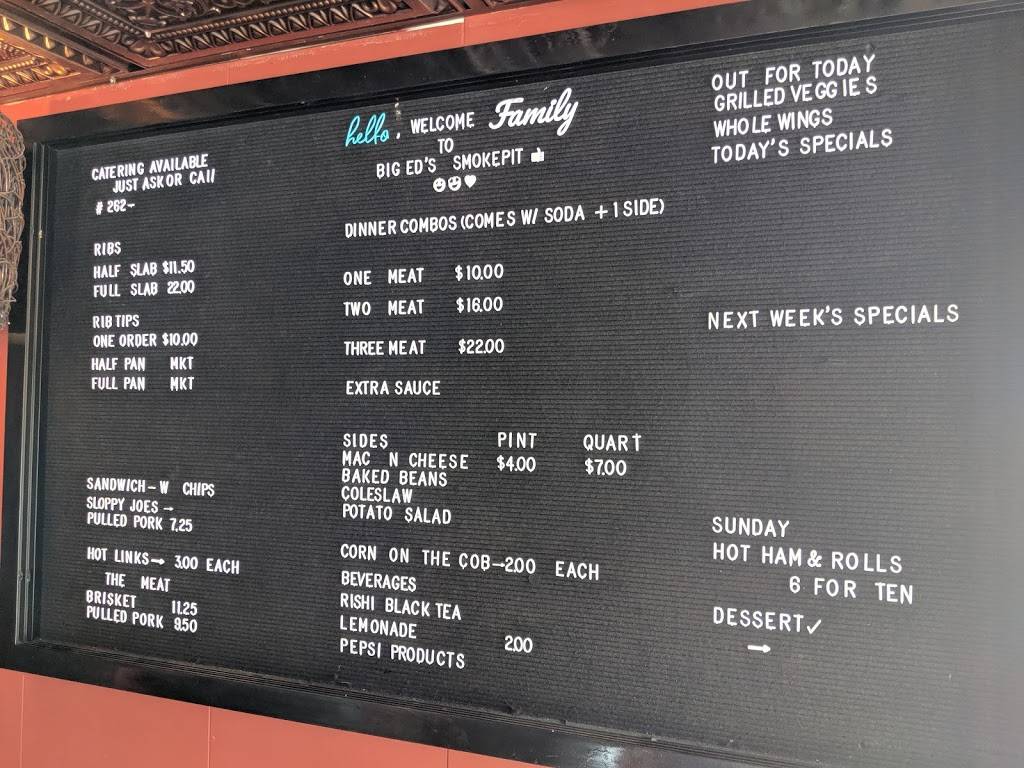 CATERING AVAILABLE
JUST ASK OR CAll
# 262-
RIBS
HALF SLAB $11.50
FULL SLAB 22.00
RIB TIPS
ONE ORDER $10.00
HALF PAN MKT
FULL PAN MKT
SANDWICH - W CHIPS
SLOPPY JOES -
PULLED PORK 7.25
HOT LINKS→ 3.00 EACH
THE MEAT
BRISKET 11.25
PULLED PORK 9.50
hello, WELCOME Family
TO
BIG ED'S SMOKEPIT 👍
😊😊♥
DINNER COMBOS (COMES W/ SODA + 1 SIDE)
ONE MEAT $10.00
TWO MEAT $16.00
THREE MEAT $22.00
EXTRA SAUCE
SIDES PINT QUART
MAC N CHEESE $4.00 $7.00
BAKED BEANS
COLESLAW
POTATO SALAD
CORN ON THE COB→2.00 EACH
BEVERAGES
RISHI BLACK TEA
LEMONADE 2.00
PEPSI PRODUCTS
OUT FOR TODAY
GRILLED VEGGIES
WHOLE WINGS
TODAY'S SPECIALS
NEXT WEEK'S SPECIALS
SUNDAY
HOT HAM & ROLLS
6 FOR TEN
DESSERT✓
→